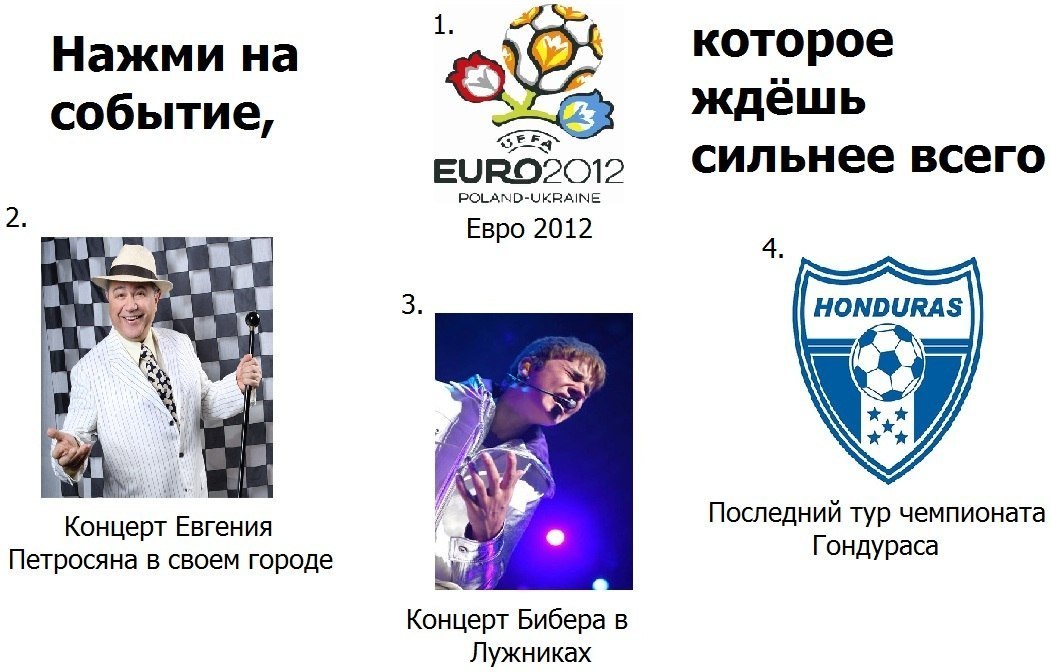 Нажми на
событие,
1.
UEFA
EURO2012
POLAND-UKRAINE
Евро 2012
которое
ждёшь
сильнее всего
2.
Концерт Евгения
Петросяна в своем городе
3.
Концерт Бибера в
Лужниках
4.
HONDURAS
Последний тур чемпионата
Гондураса